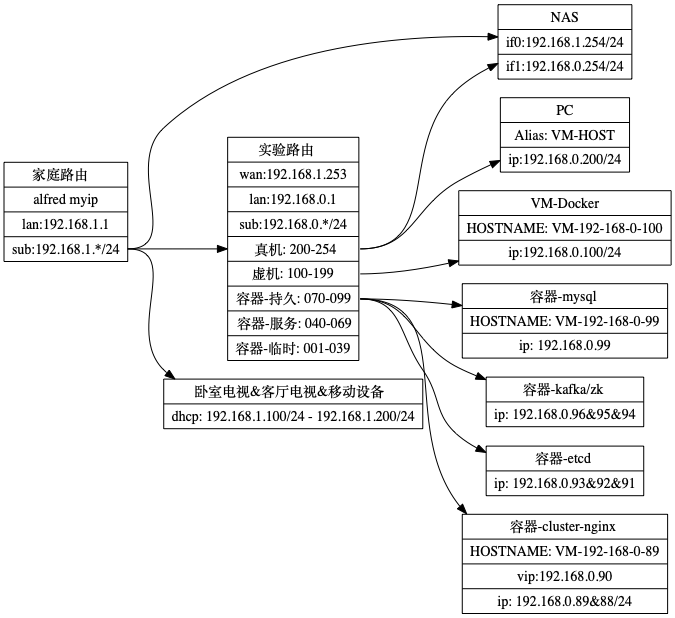 家庭路由
alfred myip
lan:192.168.1.1
sub:192.168.1.*/24
实验路由
wan:192.168.1.253
lan:192.168.0.1
sub:192.168.0.*/24
真机: 200-254
虚机: 100-199
容器-持久: 070-099
容器-服务: 040-069
容器-临时: 001-039
卧室电视&客厅电视&移动设备
dhcp: 192.168.1.100/24 - 192.168.1.200/24
NAS
if0:192.168.1.254/24
if1:192.168.0.254/24
PC
Alias: VM-HOST
ip:192.168.0.200/24
VM-Docker
HOSTNAME: VM-192-168-0-100
ip:192.168.0.100/24
容器-mysql
HOSTNAME: VM-192-168-0-99
ip: 192.168.0.99
容器-kafka/zk
ip: 192.168.0.96&95&94
容器-etcd
ip: 192.168.0.93&92&91
容器-cluster-nginx
HOSTNAME: VM-192-168-0-89
vip:192.168.0.90
ip: 192.168.0.89&88/24